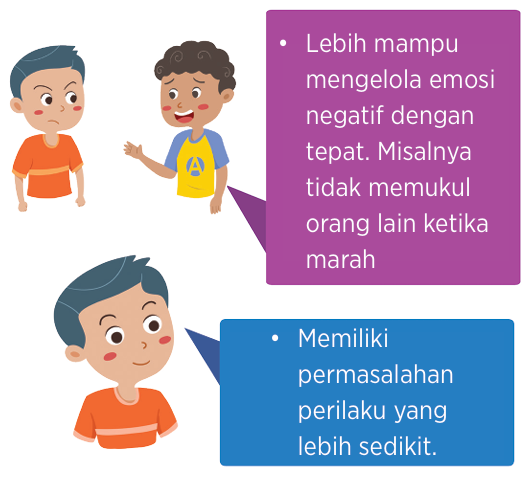 • Lebih mampu
mengelola emosi
negatif dengan
tepat. Misalnya
tidak memukul
orang lain ketika
marah
A
• Memiliki
permasalahan
perilaku yang
lebih sedikit.